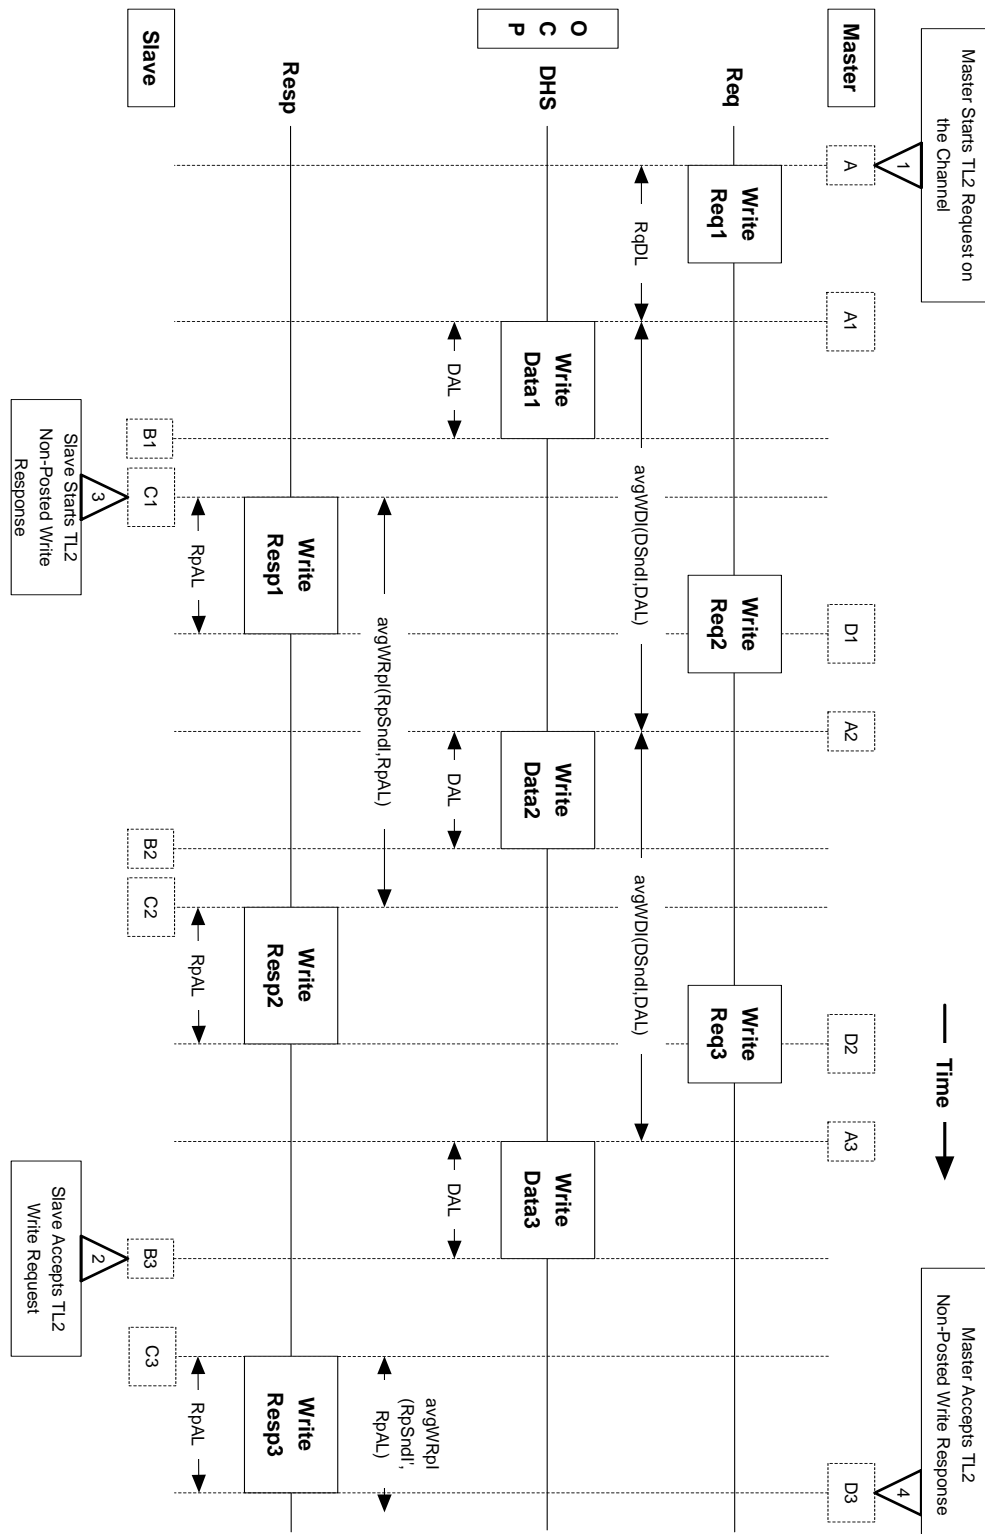 Master Starts TL2 Request on
the Channel
1
Time
Master Accepts TL2
Non-Posted Write Response
4
Master
A
A1
D1
A2
D2
A3
D3
Req
Write
Req1
Write
Req2
Write
Req3
RqDL
avgWDI(DSndI,DAL)
avgWDI(DSndI,DAL)
O
C
P
DHS
Write
Data1
Write
Data2
Write
Data3
DAL
DAL
DAL
avgWRpI(RpSndI,RpAL)
avgWRpI
(RpSndI',
RpAL)
Resp
Write
Resp1
Write
Resp2
Write
Resp3
RpAL
RpAL
RpAL
Slave
B1
C1
B2
C2
B3
C3
3
Slave Starts TL2
Non-Posted Write
Response
2
Slave Accepts TL2
Write Request